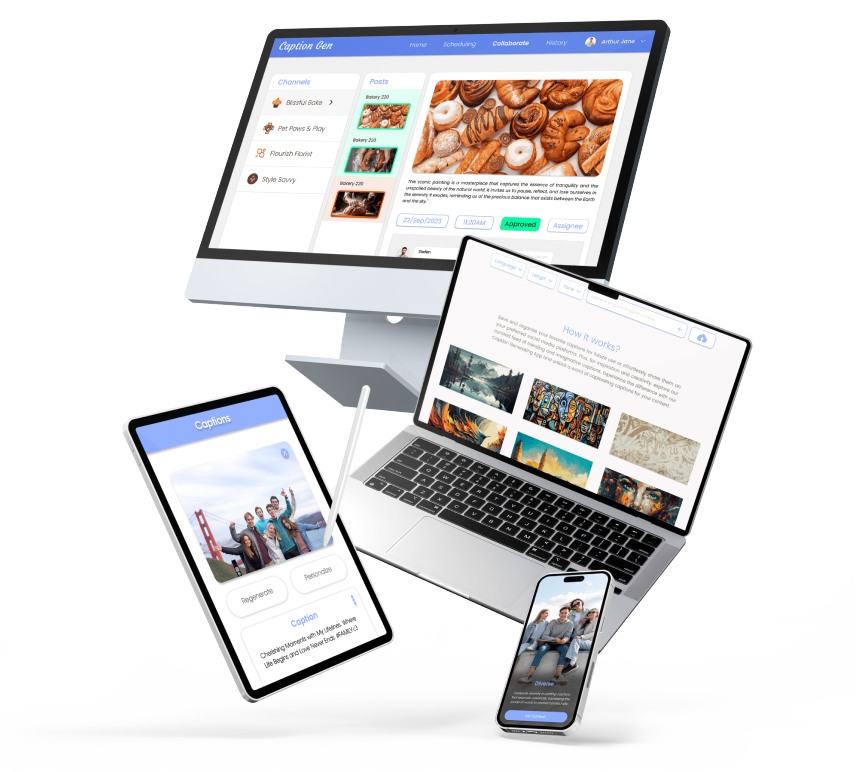 Caption Gen
Home
Scheduling
Collaborate
History
Arthur Jane
Channels
Blissful Bake
Pet Paws & Play
Flourish Florist
Style Savvy
Posts
Bakery 220
Bakery 220
Bakery 220
This iconic painting is a masterpiece that captures the essence of tranquility and the
unspoiled beauty of the natural world. It invites us to pause, reflect, and lose ourselves in
the serenity it exudes, reminding us of the precious balance that exists between the Earth
and the sky."
22/Sep/2023
11:30AM
Approved
Assignee
Stefen
Language
Length
Tone
How it works?
Save and organise your favorite captions for future use or effortlessly share them on
your preferred social media platforms. Plus, for inspiration and creativity, explore our
curated feed of trending and imaginative captions. Experience the difference with our
Caption Generating App and unlock a world of captivating captions for your content.
Captions
Regenerate
Personalize
Caption
Cherishing Moments with My Lifelines. Where
Life Begins and Love Never Ends. #FAMILY<3
Diverse